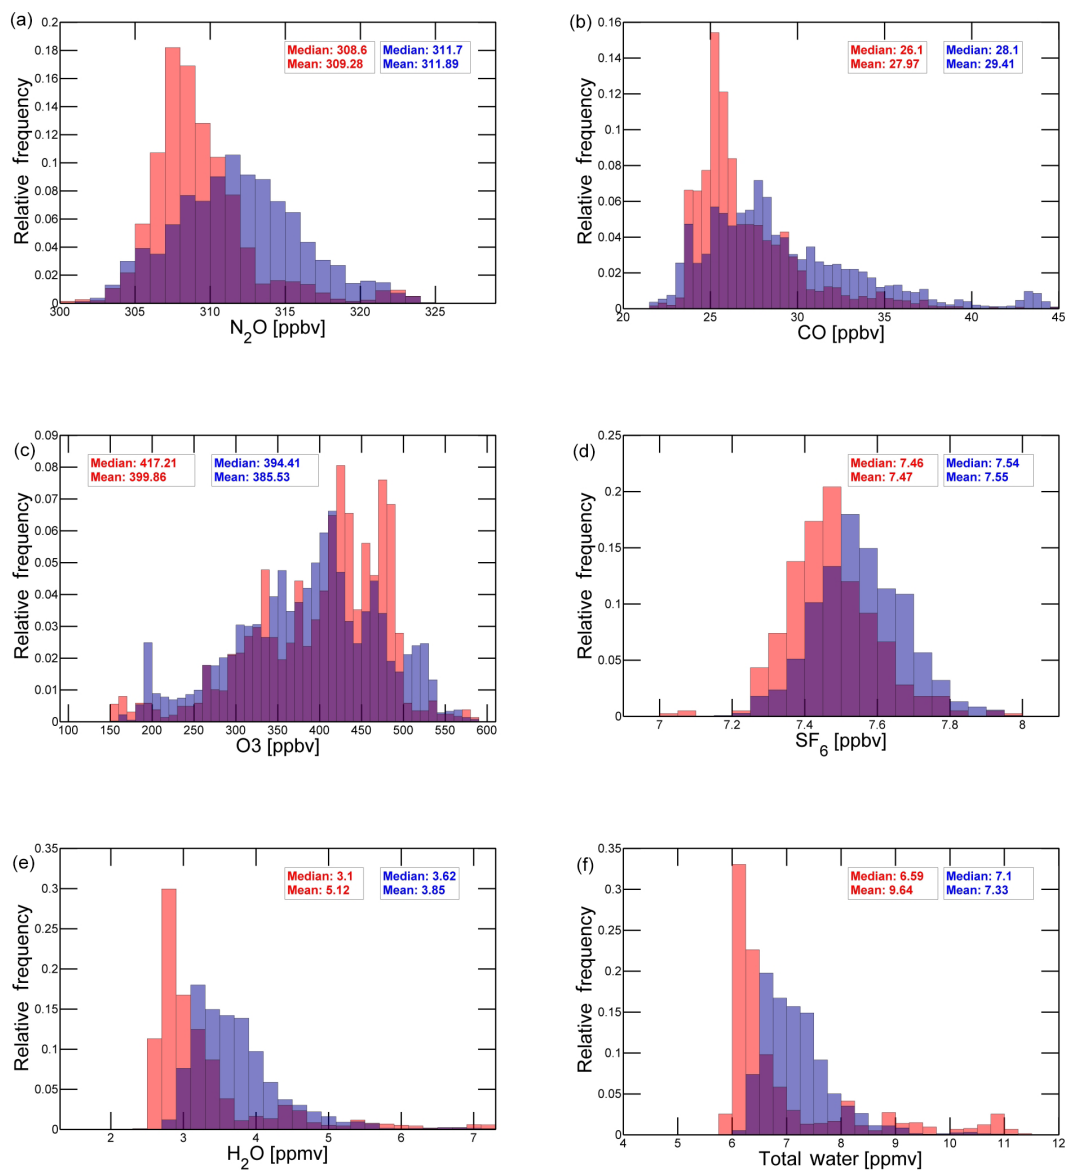 (a)
Relative frequency
0.2
0.18
0.16
0.14
0.12
0.1
0.08
0.06
0.04
0.02
0
Median: 308.6
Mean: 309.28
Median: 311.7
Mean: 311.89
300 305 310 315 320 325
N2O [ppbv]
(b)
Relative frequency
0.16
0.14
0.12
0.1
0.08
0.06
0.04
0.02
0
Median: 26.1
Mean: 27.97
Median: 28.1
Mean: 29.41
20 25 30 35 40 45
CO [ppbv]
(c)
Relative frequency
0.09
0.08
0.07
0.06
0.05
0.04
0.03
0.02
0.01
0
Median: 417.21
Mean: 399.86
Median: 394.41
Mean: 385.53
100 150 200 250 300 350 400 450 500 550 600
O3 [ppbv]
(d)
Relative frequency
0.25
0.2
0.15
0.1
0.05
0
Median: 7.46
Mean: 7.47
Median: 7.54
Mean: 7.55
7 7.2 7.4 7.6 7.8 8
SF6 [ppbv]
(e)
Relative frequency
0.35
0.3
0.25
0.2
0.15
0.1
0.05
0
Median: 3.1
Mean: 5.12
Median: 3.62
Mean: 3.85
2 3 4 5 6 7
H2O [ppmv]
(f)
Relative frequency
0.35
0.3
0.25
0.2
0.15
0.1
0.05
0
Median: 6.59
Mean: 9.64
Median: 7.1
Mean: 7.33
4 5 6 7 8 9 10 11 12
Total water [ppmv]